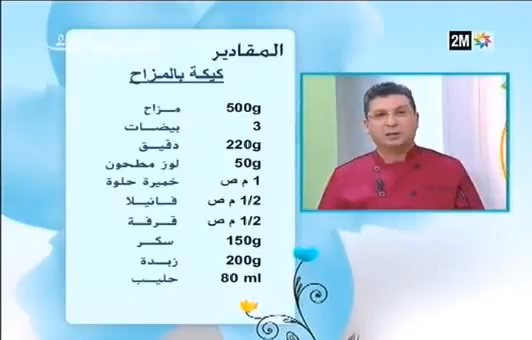 2M
المقادير
كيكة بالمزاح
500g مزاح
3 بيضات
220g دقيق
50g لوز مطحون
1 م ص خميرة حلوة
1/2 م ص فانيلا
1/2 م ص قرفة
150g سكر
200g زبدة
80 ml حليب